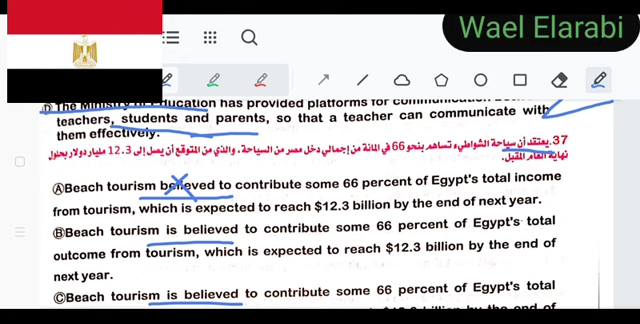 Wael Elarabi
Ⓓ The Ministry of Education has provided platforms for communication
teachers, students and parents, so that a teacher can communicate with
them effectively.
37. يعتقد أن سياحة الشواطيء تساهم بنحو 66 في المائة من إجمالي دخل مصر من السياحة، والذي من المتوقع أن يصل إلى 12.3 مليار دولار بحلول
نهاية العام المقبل.
ⒶBeach tourism believed to contribute some 66 percent of Egypt's total income
from tourism, which is expected to reach $12.3 billion by the end of next year.
ⒷBeach tourism is believed to contribute some 66 percent of Egypt's total
outcome from tourism, which is expected to reach $12.3 billion by the end of
next year.
ⒸBeach tourism is believed to contribute some 66 percent of Egypt's total